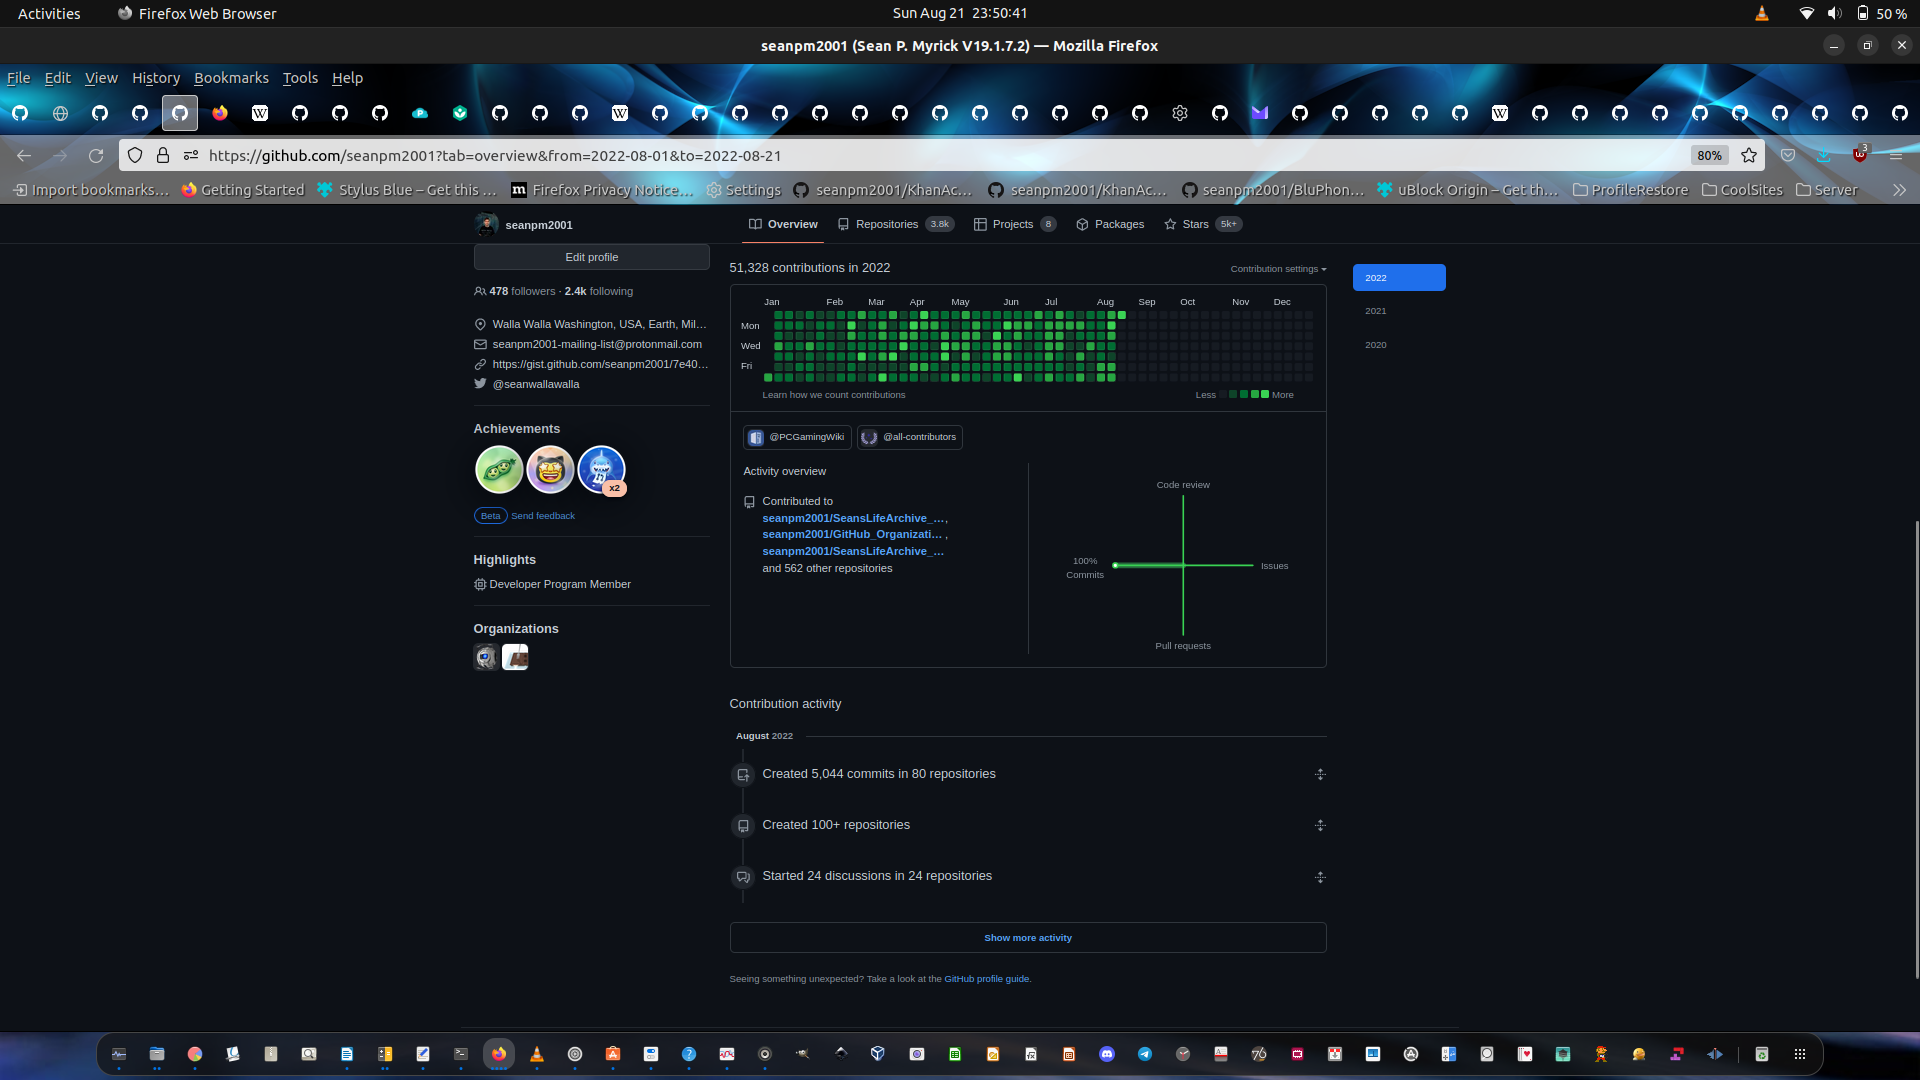 Activities
Firefox Web Browser
Sun Aug 21 23:50:41
50 %
seanpm2001 (Sean P. Myrick V19.1.7.2) — Mozilla Firefox
File Edit View History Bookmarks Tools Help
https://github.com/seanpm2001?tab=overview&from=2022-08-01&to=2022-08-21
80%
3
Import bookmarks…
Getting Started
Stylus Blue – Get this …
Firefox Privacy Notice…
Settings
seanpm2001/KhanAc…
seanpm2001/KhanAc…
seanpm2001/BluPhon…
uBlock Origin – Get th…
ProfileRestore
CoolSites
Server
seanpm2001
Overview
Repositories 3.8k
Projects 8
Packages
Stars 5k+
Edit profile
478 followers · 2.4k following
Walla Walla Washington, USA, Earth, Mil…
seanpm2001-mailing-list@protonmail.com
https://gist.github.com/seanpm2001/7e40…
@seanwallawalla
Achievements
x2
Beta Send feedback
Highlights
Developer Program Member
Organizations
51,328 contributions in 2022
Contribution settings
Jan Feb Mar Apr May Jun Jul Aug Sep Oct Nov Dec
Mon
Wed
Fri
Learn how we count contributions
Less More
@PCGamingWiki
@all-contributors
Activity overview
Contributed to
seanpm2001/SeansLifeArchive_…,
seanpm2001/GitHub_Organizati… ,
seanpm2001/SeansLifeArchive_…
and 562 other repositories
Code review
100%
Commits
Issues
Pull requests
2022
2021
2020
Contribution activity
August 2022
Created 5,044 commits in 80 repositories
Created 100+ repositories
Started 24 discussions in 24 repositories
Show more activity
Seeing something unexpected? Take a look at the GitHub profile guide.